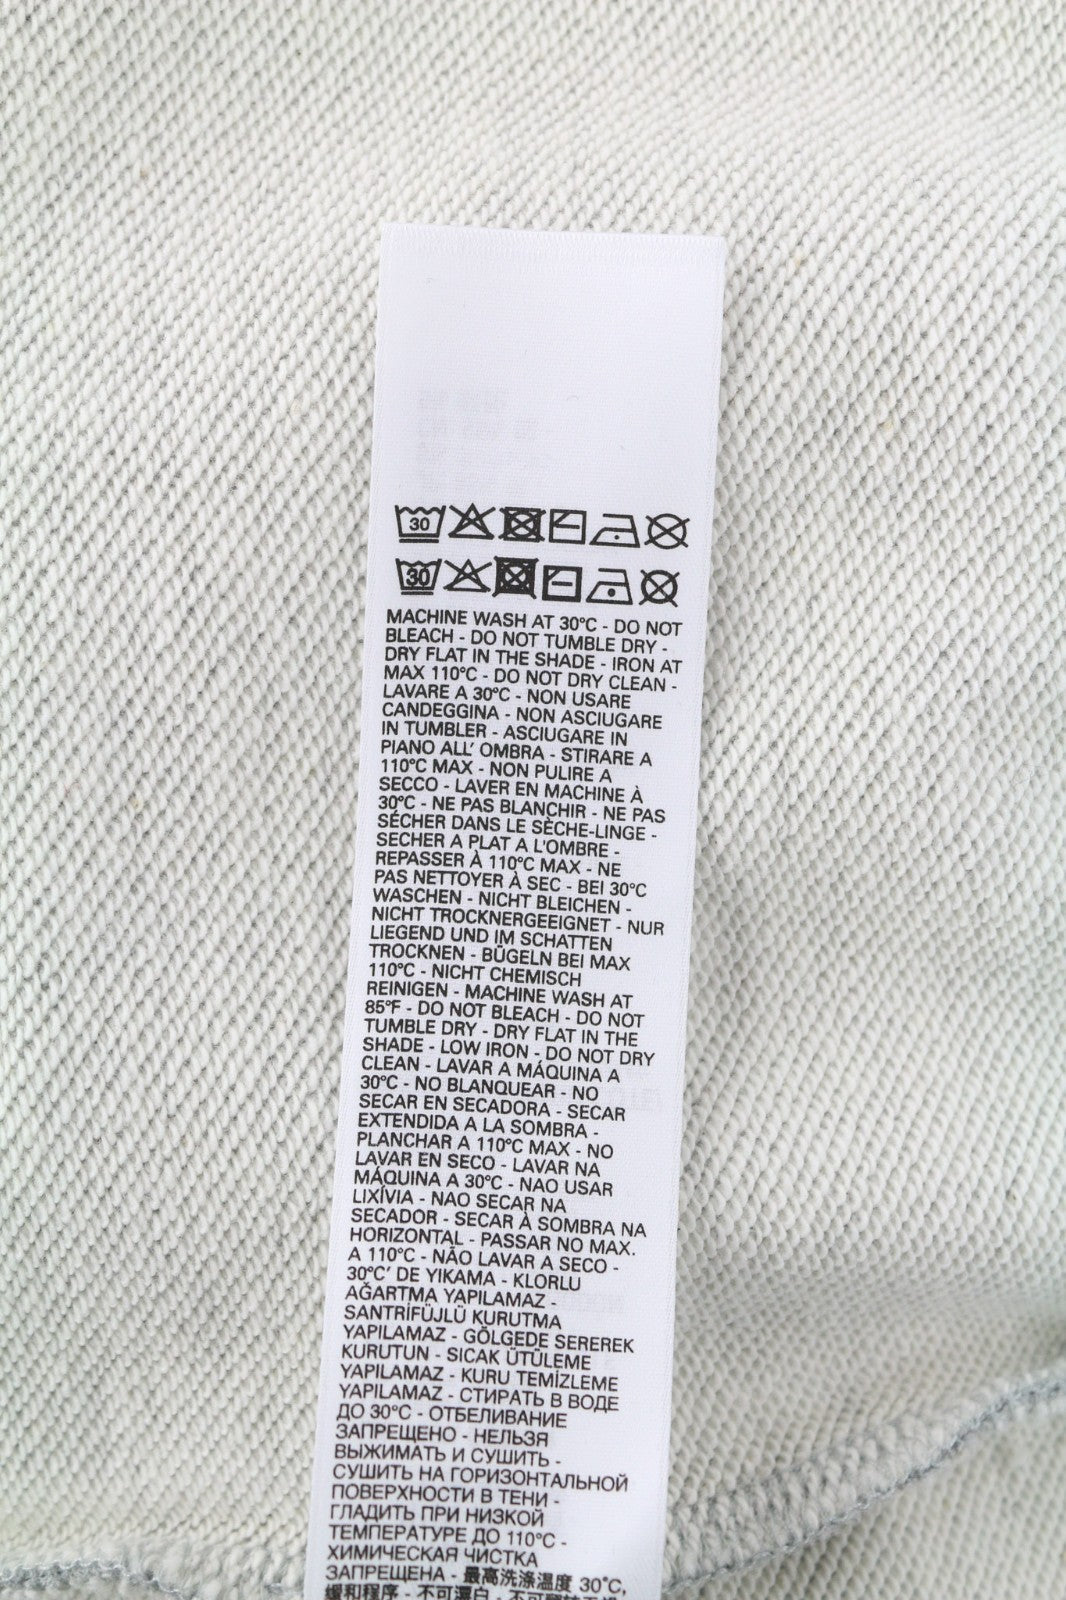 30
30
MACHINE WASH AT 30°C - DO NOT
BLEACH - DO NOT TUMBLE DRY -
DRY FLAT IN THE SHADE - IRON AT
MAX 110°C - DO NOT DRY CLEAN -
LAVARE A 30°C - NON USARE
CANDEGGINA - NON ASCIUGARE
IN TUMBLER - ASCIUGARE IN
PIANO ALL' OMBRA - STIRARE A
110°C MAX - NON PULIRE A
SECCO - LAVER EN MACHINE À
30°C - NE PAS BLANCHIR - NE PAS
SÉCHER DANS LE SÈCHE-LINGE -
SECHER A PLAT A L'OMBRE -
REPASSER À 110°C MAX - NE
PAS NETTOYER À SEC - BEI 30°C
WASCHEN - NICHT BLEICHEN -
NICHT TROCKNERGEEIGNET - NUR
LIEGEND UND IM SCHATTEN
TROCKNEN - BÜGELN BEI MAX
110°C - NICHT CHEMISCH
REINIGEN - MACHINE WASH AT
85°F - DO NOT BLEACH - DO NOT
TUMBLE DRY - DRY FLAT IN THE
SHADE - LOW IRON - DO NOT DRY
CLEAN - LAVAR A MÁQUINA A
30°C - NO BLANQUEAR - NO
SECAR EN SECADORA - SECAR
EXTENDIDA A LA SOMBRA -
PLANCHAR A 110°C MAX - NO
LAVAR EN SECO - LAVAR NA
MÁQUINA A 30°C - NAO USAR
LIXÍVIA - NAO SECAR NA
SECADOR - SECAR À SOMBRA NA
HORIZONTAL - PASSAR NO MAX.
A 110°C - NÃO LAVAR A SECO -
30°C' DE YIKAMA - KLORLU
AĞARTMA YAPILAMAZ -
SANTRİFÜJLÜ KURUTMA
YAPILAMAZ - GÖLGEDE SEREREK
KURUTUN - SICAK ÜTÜLEME
YAPILAMAZ - KURU TEMİZLEME
YAPILAMAZ - СТИРАТЬ В ВОДЕ
ДО 30°C - ОТБЕЛИВАНИЕ
ЗАПРЕЩЕНО - НЕЛЬЗЯ
ВЫЖИМАТЬ И СУШИТЬ -
СУШИТЬ НА ГОРИЗОНТАЛЬНОЙ
ПОВЕРХНОСТИ В ТЕНИ -
ГЛАДИТЬ ПРИ НИЗКОЙ
ТЕМПЕРАТУРЕ ДО 110°C -
ХИМИЧЕСКАЯ ЧИСТКА
ЗАПРЕЩЕНА - 最高洗涤温度 30°C,
缓和程序 - 不可漂白 -